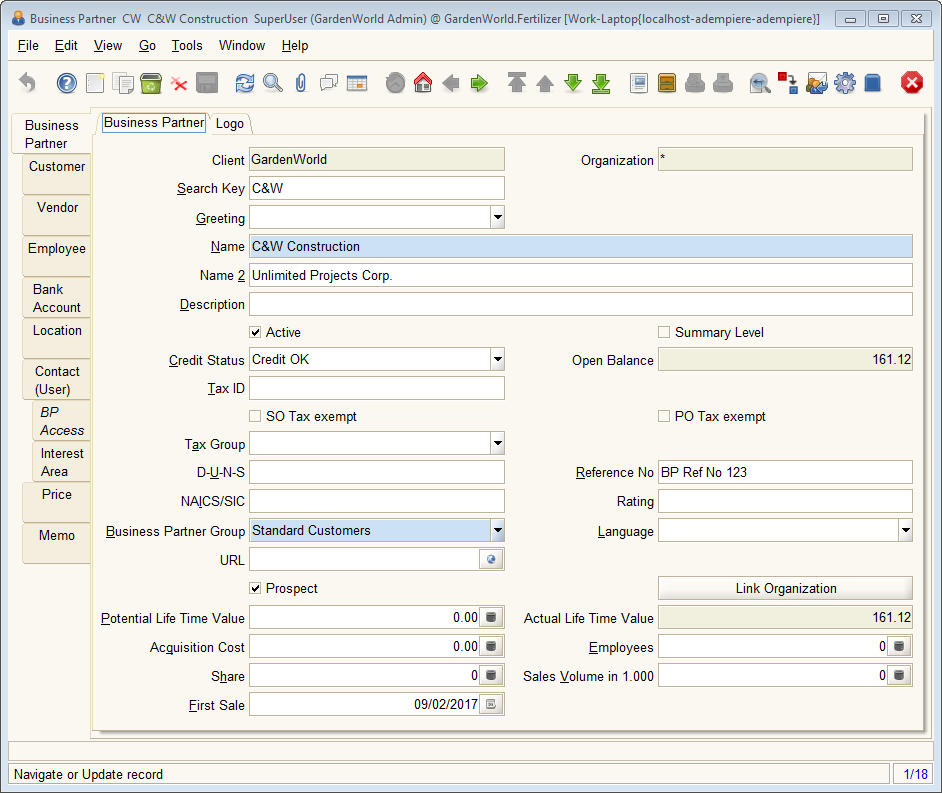 Business Partner  CW  C&W Construction  SuperUser (GardenWorld Admin) @ GardenWorld.Fertilizer [Work-Laptop{localhost-adempiere-adempiere}]
File Edit View Go Tools Window Help
Business Partner
Customer
Vendor
Employee
Bank Account
Location
Contact (User)
BP Access
Interest Area
Price
Memo
Business Partner Logo
Client GardenWorld Organization *
Search Key C&W
Greeting
Name C&W Construction
Name 2 Unlimited Projects Corp.
Description
Active Summary Level
Credit Status Credit OK Open Balance 161.12
Tax ID
SO Tax exempt PO Tax exempt
Tax Group
D-U-N-S Reference No BP Ref No 123
NAICS/SIC Rating
Business Partner Group Standard Customers Language
URL
Prospect Link Organization
Potential Life Time Value 0.00 Actual Life Time Value 161.12
Acquisition Cost 0.00 Employees 0
Share 0 Sales Volume in 1.000 0
First Sale 09/02/2017
Navigate or Update record 1/18